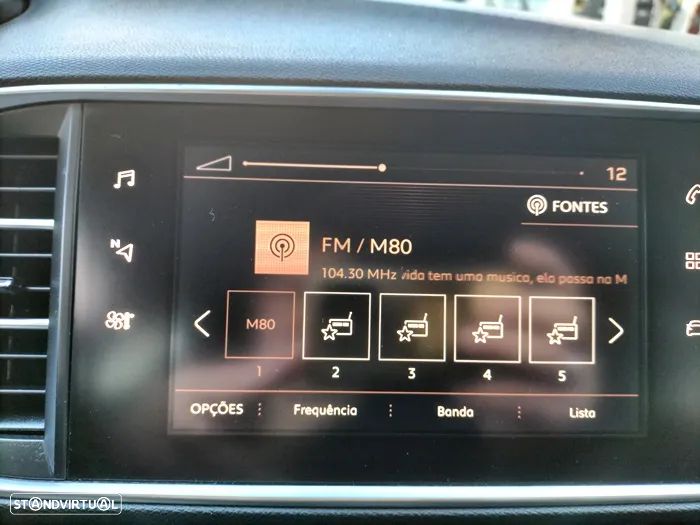 12
FONTES
N
FM / M80
104.30 MHz vida tem uma musica, ela passa na M
M80
1 2 3 4 5
OPÇÕES Frequência Banda Lista
STANDVIRTUAL